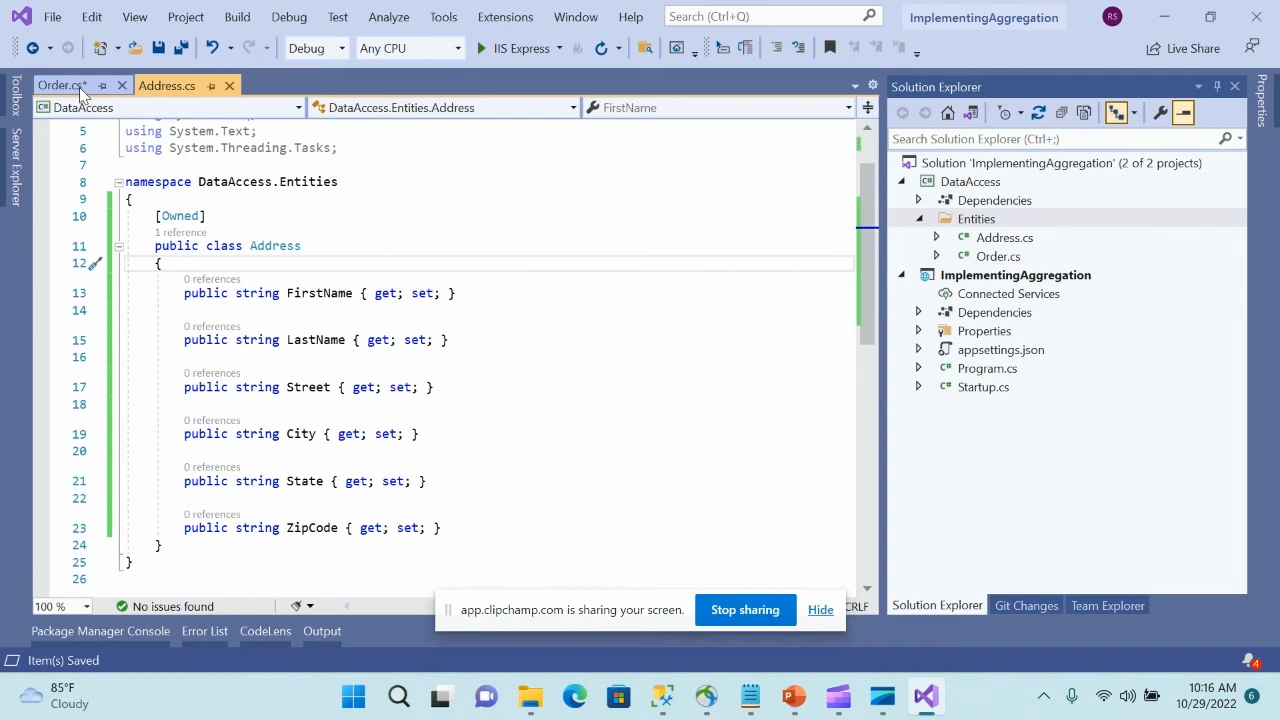 File Edit View Project Build Debug Test Analyze Tools Extensions Window Help Search (Ctrl+Q) ImplementingAggregation RS
Debug Any CPU IIS Express Live Share
Order.cs* Address.cs
DataAccess DataAccess.Entities.Address FirstName
5 using System.Text;
6 using System.Threading.Tasks;
7
8 namespace DataAccess.Entities
9 {
10 [Owned]
1 reference
11 public class Address
12 {
0 references
13 public string FirstName { get; set; }
14
0 references
15 public string LastName { get; set; }
16
0 references
17 public string Street { get; set; }
18
0 references
19 public string City { get; set; }
20
0 references
21 public string State { get; set; }
22
0 references
23 public string ZipCode { get; set; }
24 }
25 }
26
100 % No issues found CRLF
app.clipchamp.com is sharing your screen. Stop sharing Hide
Toolbox
Server Explorer
Solution Explorer
Search Solution Explorer (Ctrl+;)
Solution 'ImplementingAggregation' (2 of 2 projects)
DataAccess
Dependencies
Entities
Address.cs
Order.cs
ImplementingAggregation
Connected Services
Dependencies
Properties
appsettings.json
Program.cs
Startup.cs
Solution Explorer Git Changes Team Explorer
Properties
Package Manager Console Error List CodeLens Output
Item(s) Saved 4
85°F
Cloudy
10:16 AM
10/29/2022 6